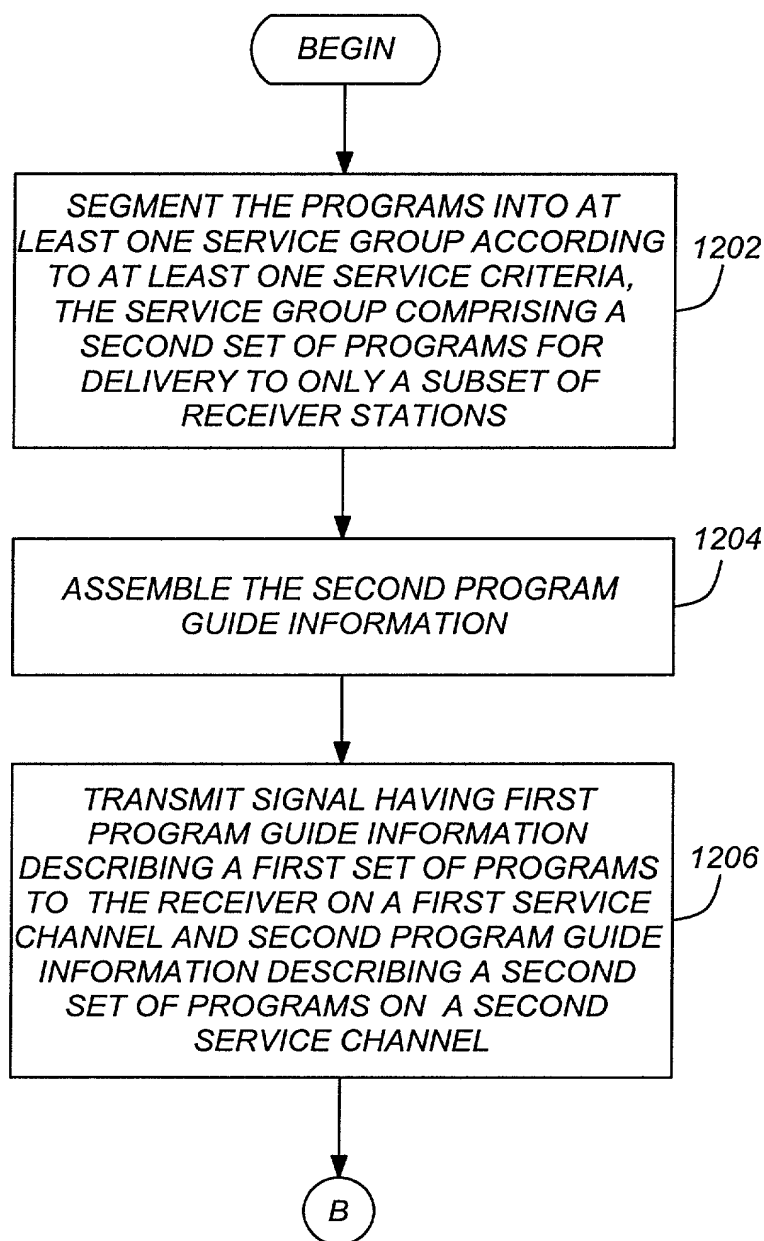 BEGIN
SEGMENT THE PROGRAMS INTO AT
LEAST ONE SERVICE GROUP ACCORDING
TO AT LEAST ONE SERVICE CRITERIA,
THE SERVICE GROUP COMPRISING A
SECOND SET OF PROGRAMS FOR
DELIVERY TO ONLY A SUBSET OF
RECEIVER STATIONS
1202
ASSEMBLE THE SECOND PROGRAM
GUIDE INFORMATION
1204
TRANSMIT SIGNAL HAVING FIRST
PROGRAM GUIDE INFORMATION
DESCRIBING A FIRST SET OF PROGRAMS
TO THE RECEIVER ON A FIRST SERVICE
CHANNEL AND SECOND PROGRAM GUIDE
INFORMATION DESCRIBING A SECOND
SET OF PROGRAMS ON A SECOND
SERVICE CHANNEL
1206
B